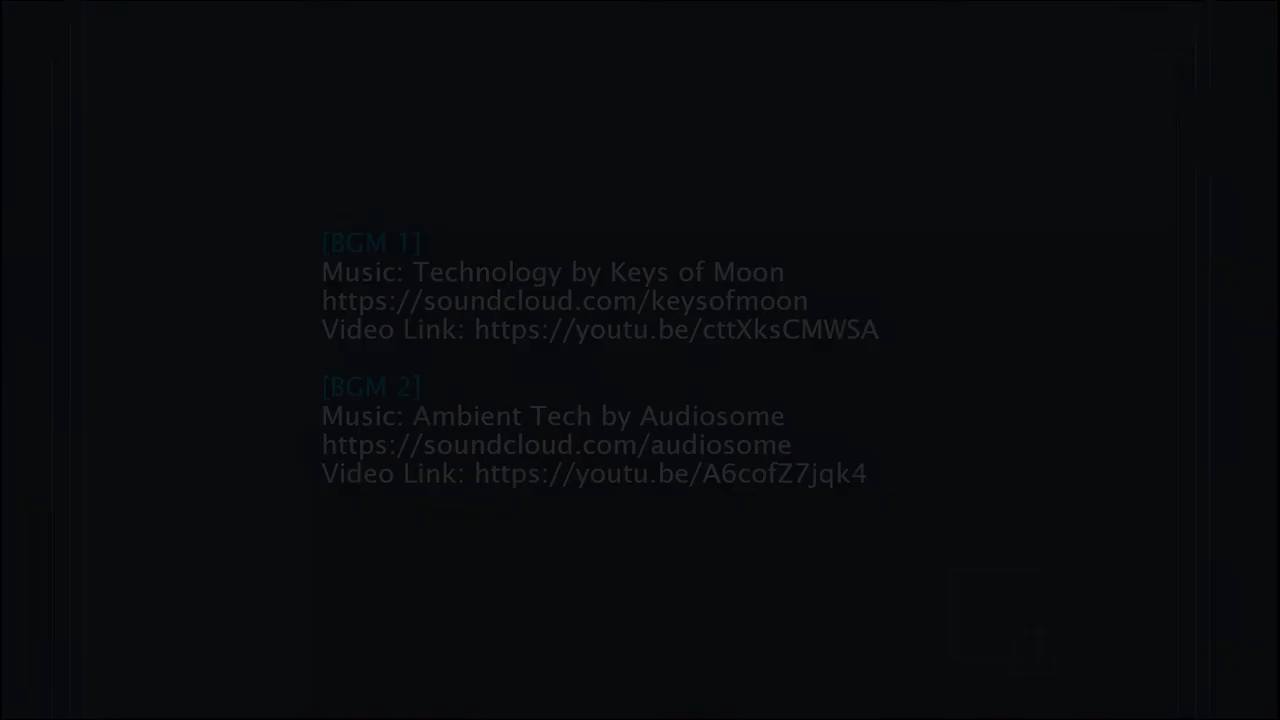 [BGM 1]
Music: Technology by Keys of Moon
https://soundcloud.com/keysofmoon
Video Link: https://youtu.be/cttXksCMWSA
[BGM 2]
Music: Ambient Tech by Audiosome
https://soundcloud.com/audiosome
Video Link: https://youtu.be/A6cofZ7jqk4